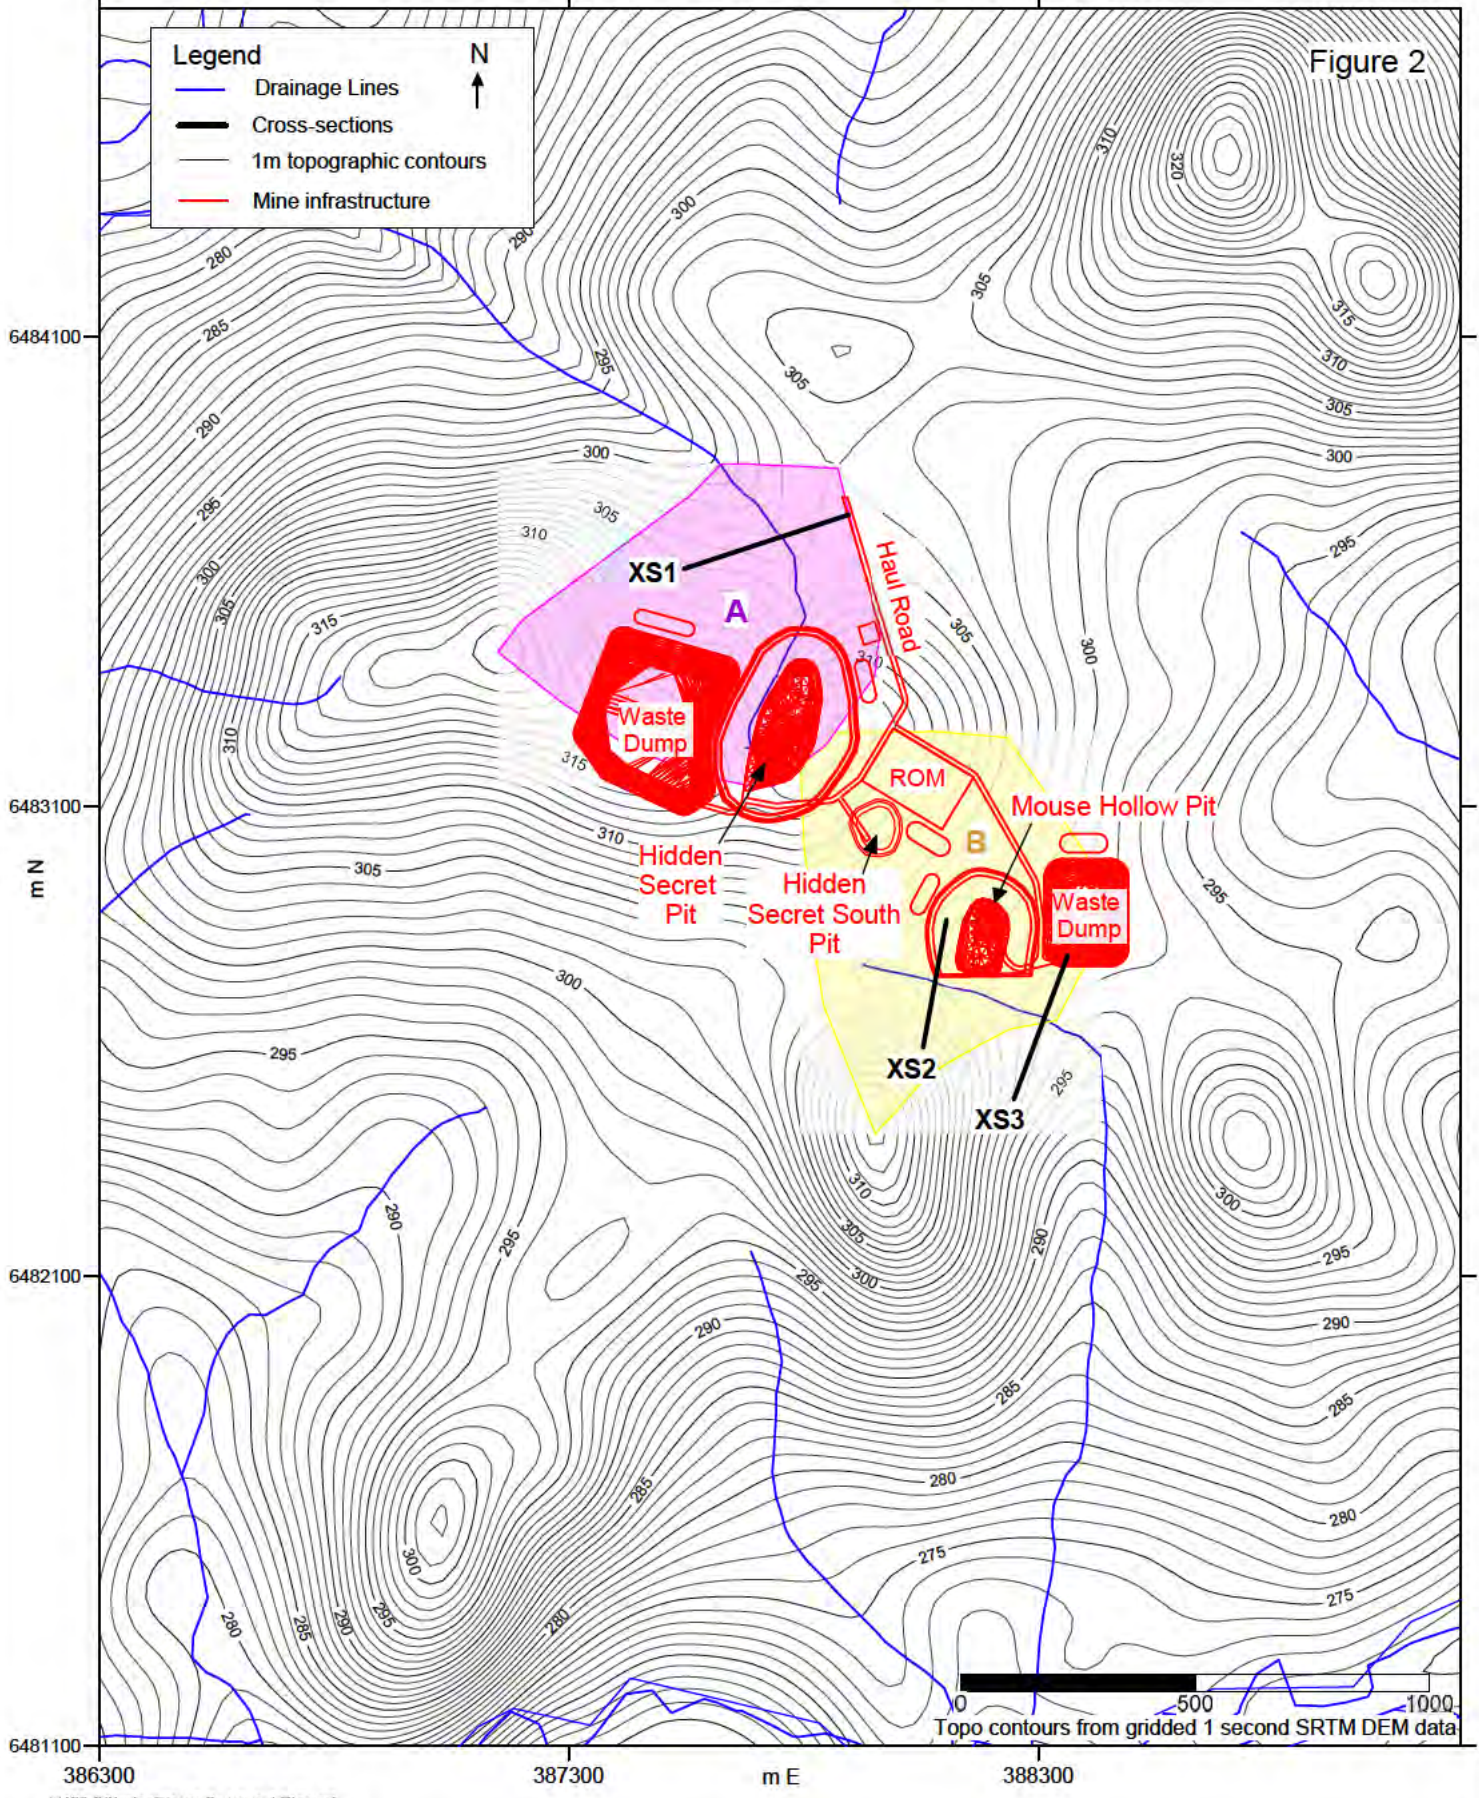 Legend
N
Drainage Lines
Cross-sections
1m topographic contours
Mine infrastructure
Figure 2
310
320
300
290
280
305
285
295
315
6484100
305
310
290
305
300
300
295
305
310
XS1
A
Haul Road
295
300
305
315
305
300
310
310
Waste
Dump
315
ROM
6483100
Mouse Hollow Pit
310
B
m N
305
Hidden
Secret
Pit
Hidden
Secret South
Pit
Waste
Dump
295
300
295
XS2
295
XS3
310
300
290
295
305
290
295
6482100
295
300
290
290
285
285
280
285
280
300
275
275
280
285
290
295
280
0
500
1000
Topo contours from gridded 1 second SRTM DEM data
6481100
386300
387300
m E
388300